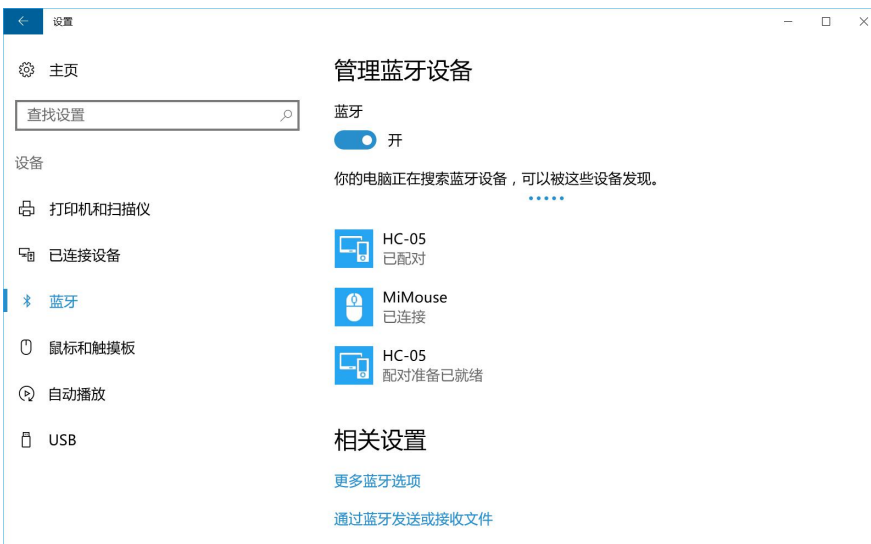 设置
主页
查找设置
设备
打印机和扫描仪
已连接设备
蓝牙
鼠标和触摸板
自动播放
USB
管理蓝牙设备
蓝牙
开
你的电脑正在搜索蓝牙设备，可以被这些设备发现。
HC-05
已配对
MiMouse
已连接
HC-05
配对准备已就绪
相关设置
更多蓝牙选项
通过蓝牙发送或接收文件